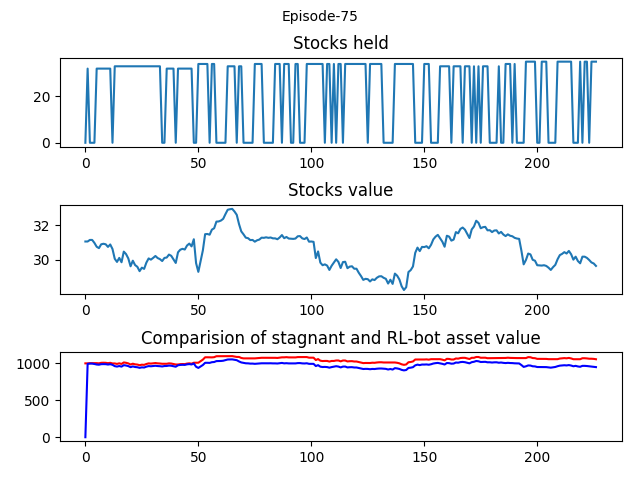 Episode-75
Stocks held
20
0
0 50 100 150 200
Stocks value
32
30
0 50 100 150 200
Comparision of stagnant and RL-bot asset value
1000
500
0
0 50 100 150 200